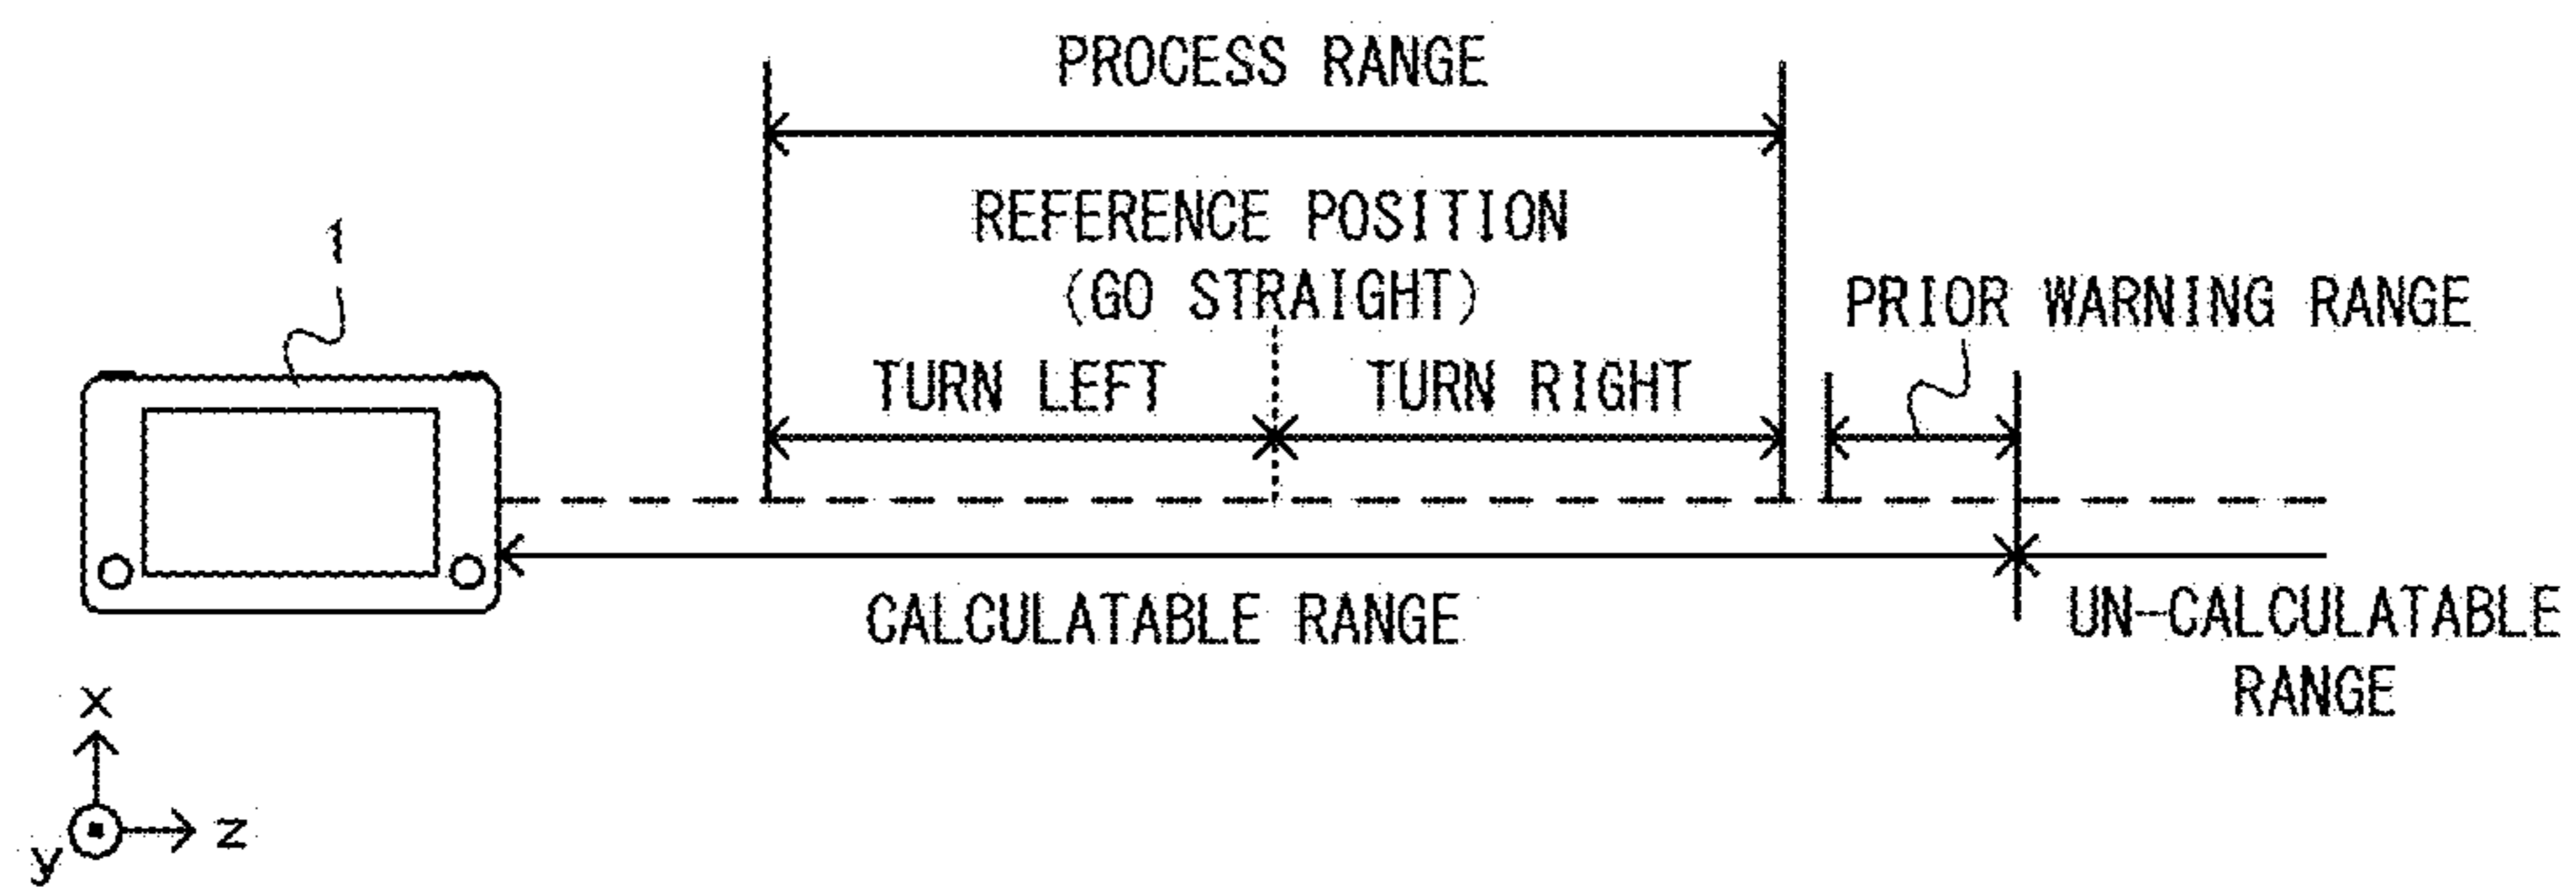 PROCESS RANGE
REFERENCE POSITION
(GO STRAIGHT)
1
PRIOR WARNING RANGE
TURN LEFT
TURN RIGHT
CALCULATABLE RANGE
UN-CALCULATABLE
RANGE
x
y
z